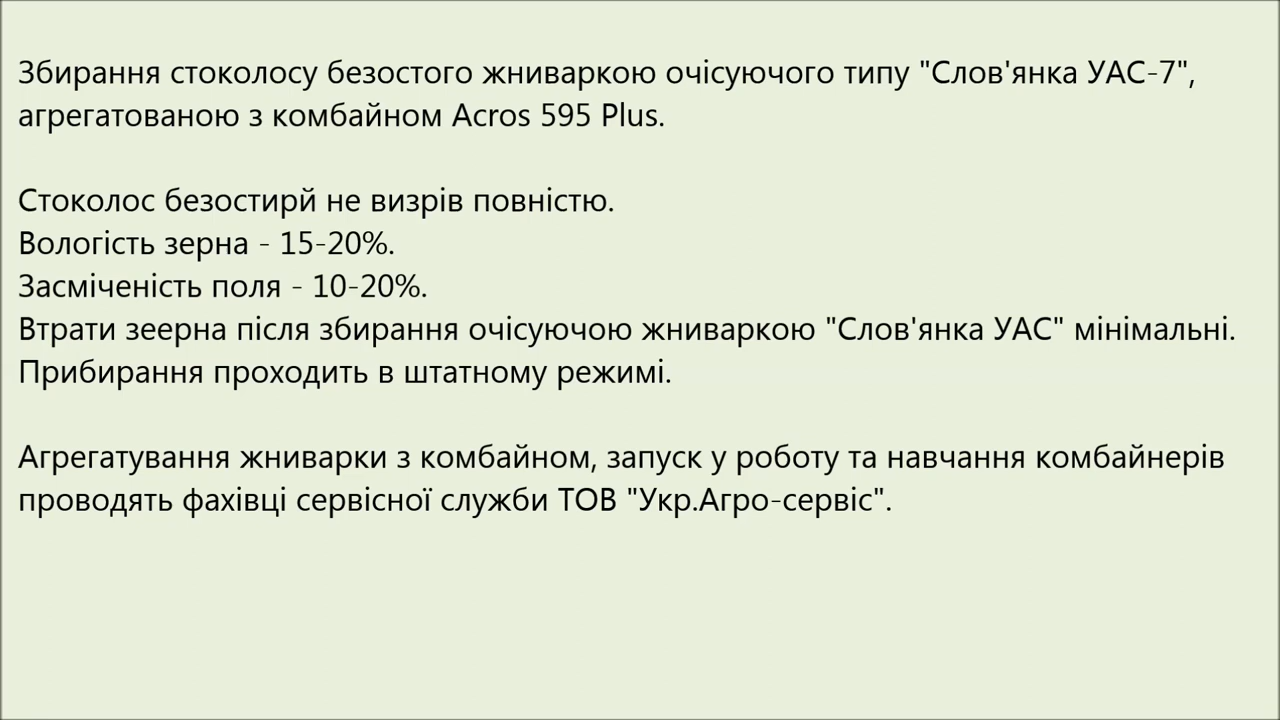 Збирання стоколосу безостого жниваркою очісуючого типу "Слов'янка УАС-7",
агрегатованою з комбайном Acros 595 Plus.
Стоколос безостирй не визрів повністю.
Вологість зерна - 15-20%.
Засміченість поля - 10-20%.
Втрати зеерна після збирання очісуючою жниваркою "Слов'янка УАС" мінімальні.
Прибирання проходить в штатному режимі.
Агрегатування жниварки з комбайном, запуск у роботу та навчання комбайнерів
проводять фахівці сервісної служби ТОВ "Укр.Агро-сервіс".